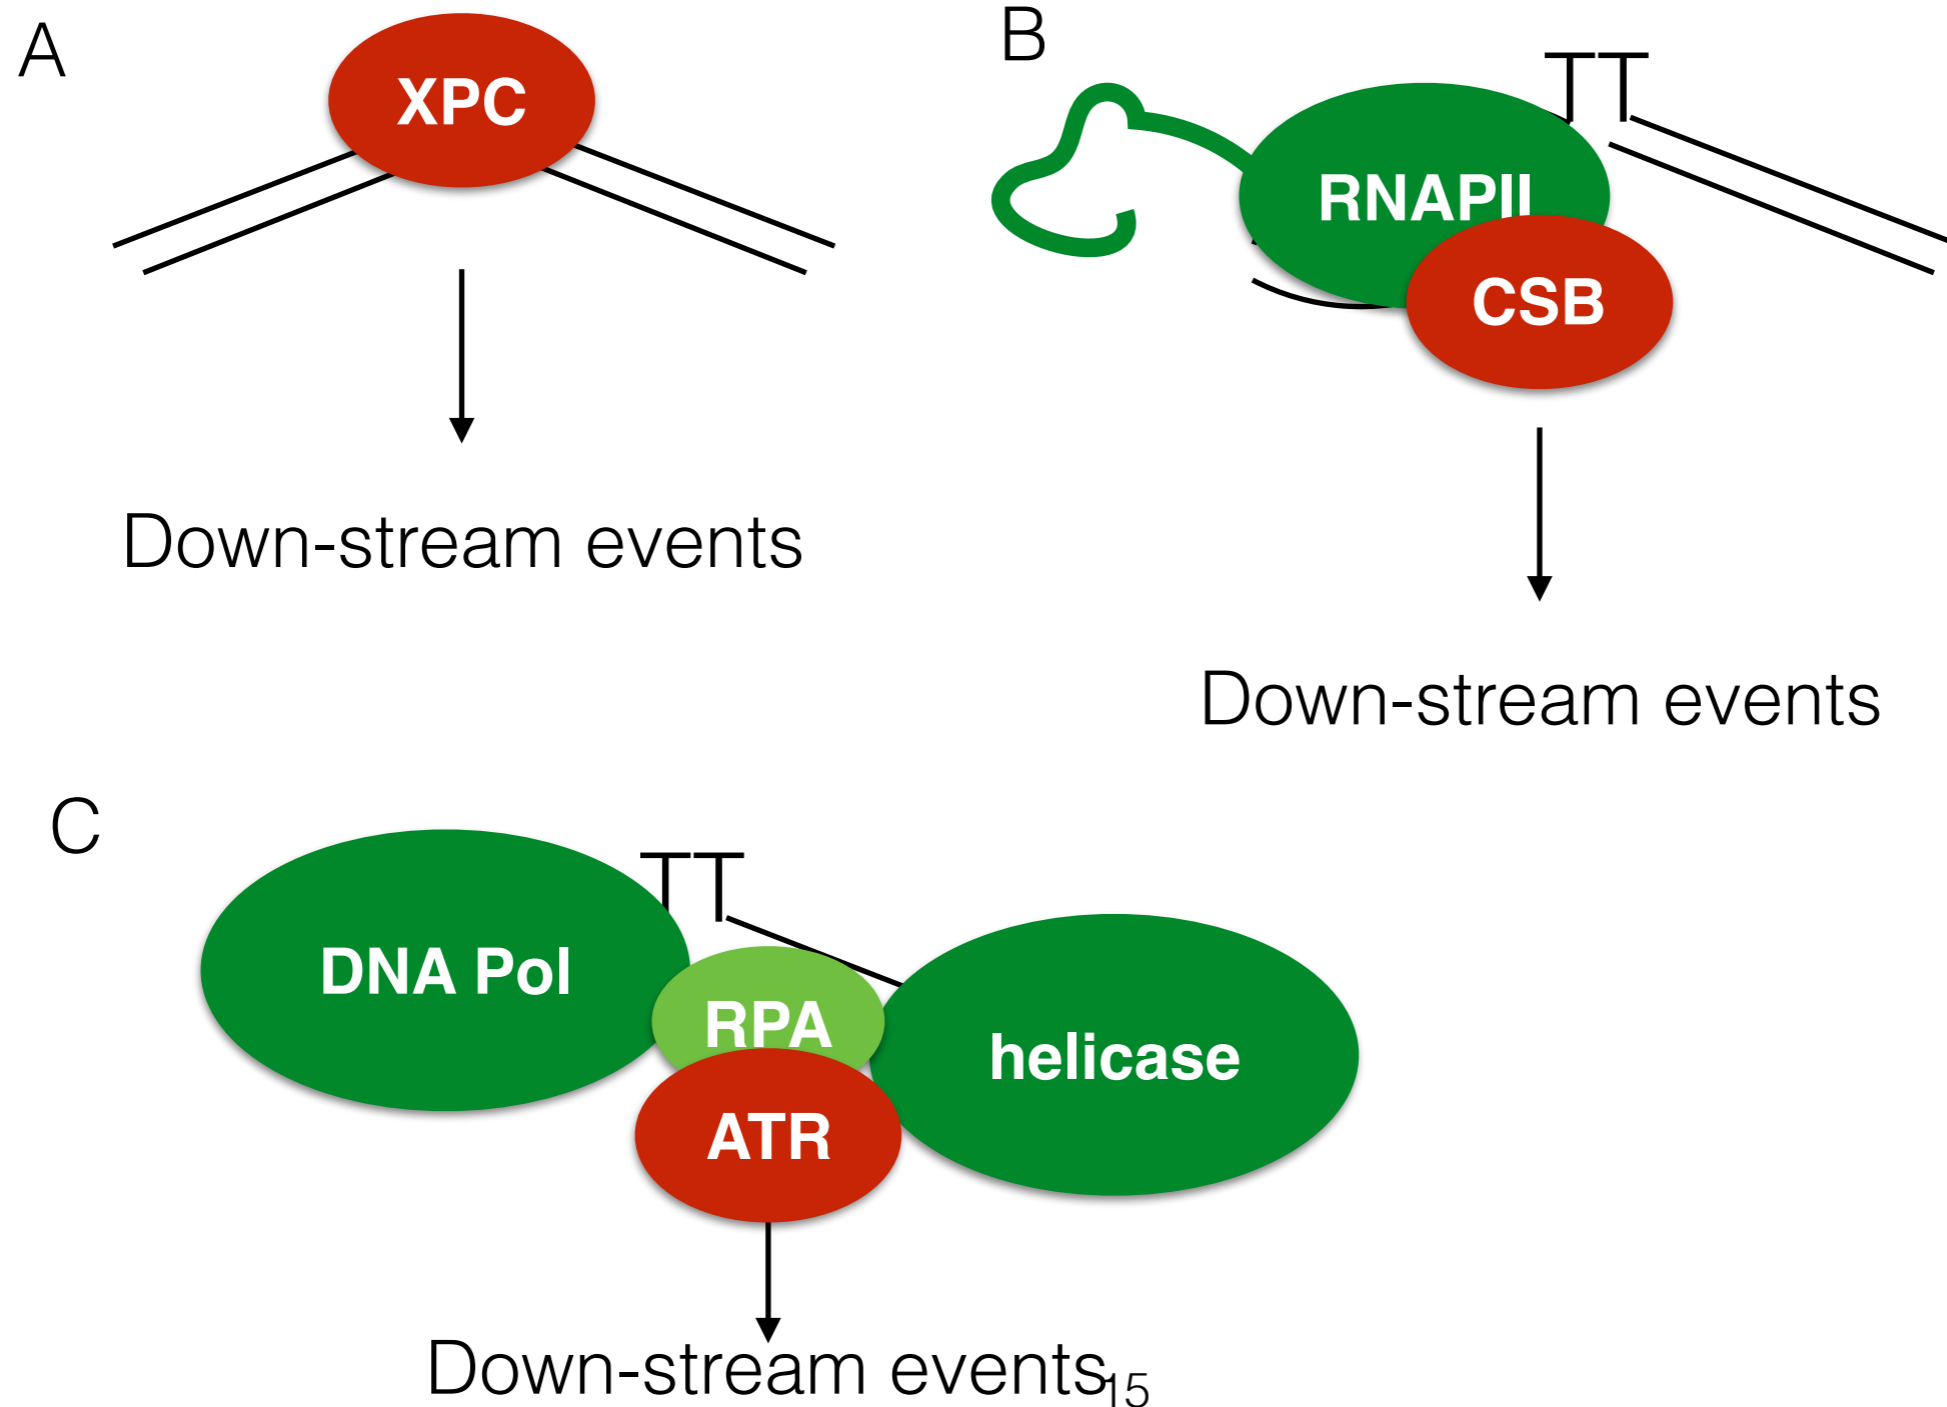 A
XPC
Down-stream events
B
TT
RNAPII
CSB
Down-stream events
C
TT
DNA Pol
RPA
helicase
ATR
Down-stream events
15